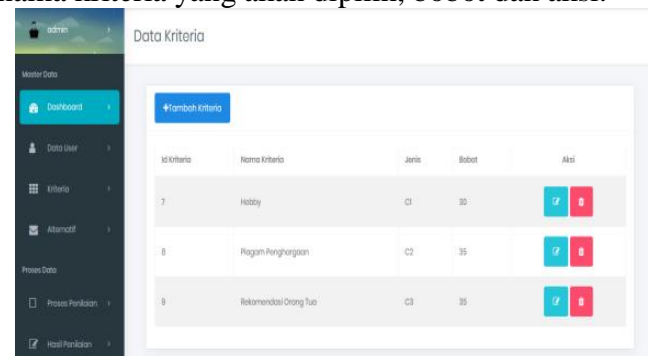 nama kriteria yang akan dipilih, bobot dan aksi.
admin
Data Kriteria
Master Data
Dashboard
+Tambah Kriteria
Data User
Id Kriteria Nama Kriteria Jenis Bobot Aksi
Kriteria
7 Hobby C1 30
Alternatif
8 Piagam Penghargaan C2 35
Proses Data
Proses Penilaian
9 Rekomendasi Orang Tua C3 35
Hasil Penilaian